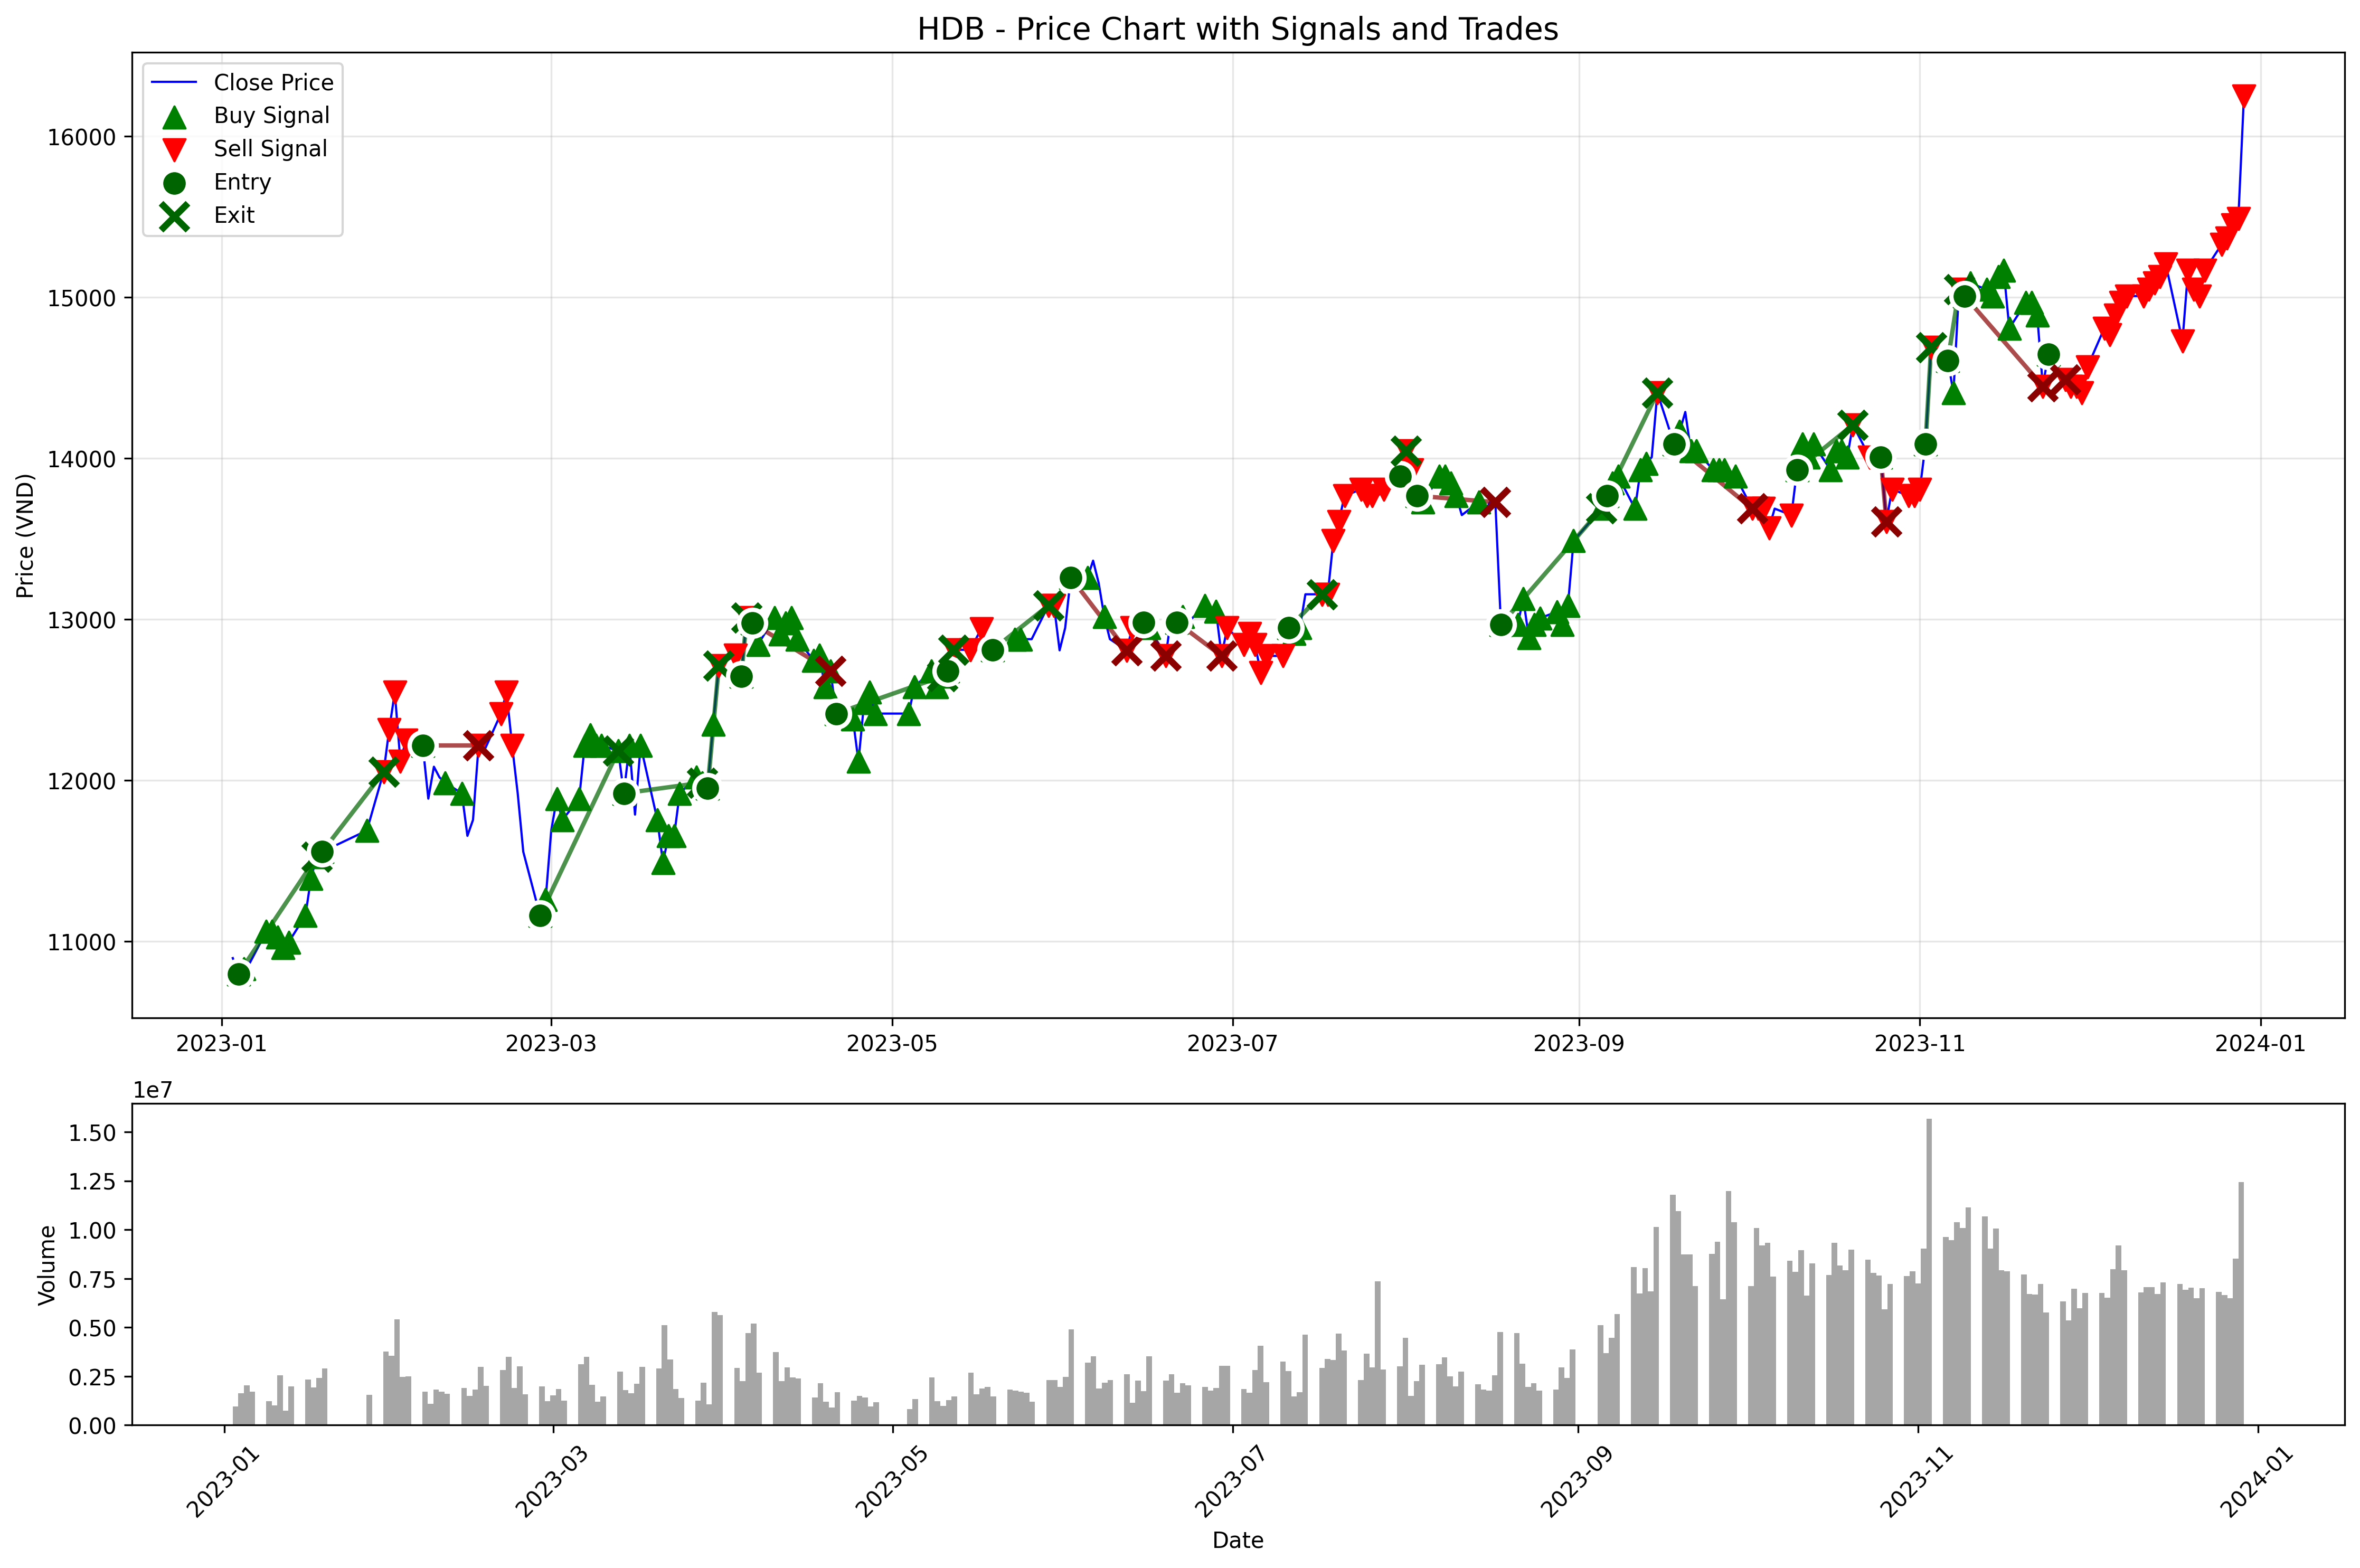 HDB - Price Chart with Signals and Trades
Close Price
Buy Signal
Sell Signal
Entry
Exit
Price (VND)
16000
15000
14000
13000
12000
11000
2023-01
2023-03
2023-05
2023-07
2023-09
2023-11
2024-01
1e7
Volume
1.50
1.25
1.00
0.75
0.50
0.25
0.00
2023-01
2023-03
2023-05
2023-07
2023-09
2023-11
2024-01
Date